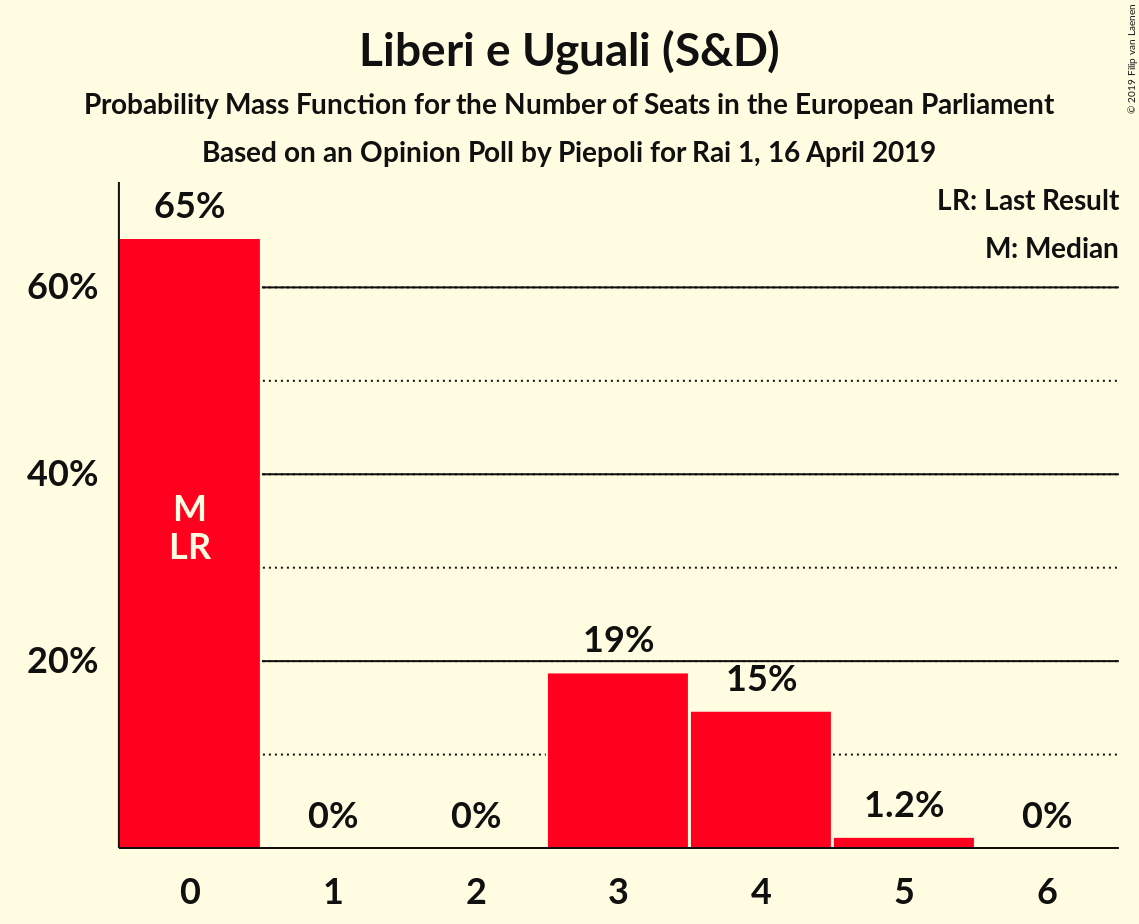 Liberi e Uguali (S&D)
Probability Mass Function for the Number of Seats in the European Parliament
Based on an Opinion Poll by Piepoli for Rai 1, 16 April 2019
© 2019 Filip van Laenen
LR: Last Result
M: Median
65%
60%
40%
20%
M
LR
0%
0%
19%
15%
1.2%
0%
0
1
2
3
4
5
6